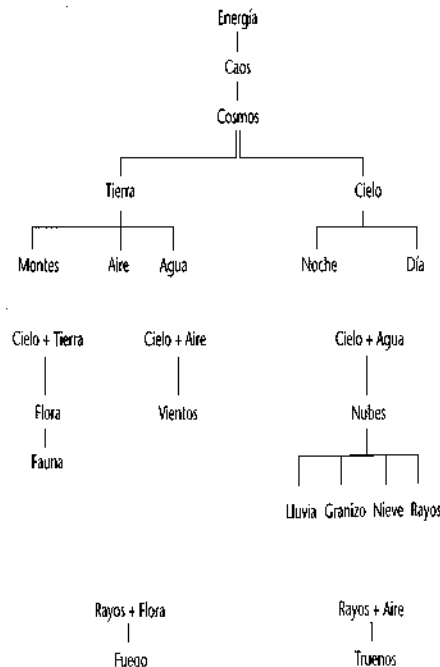 Energía
Caos
Cosmos
Tierra Cielo
Montes Aire Agua Noche Día
Cielo + Tierra Cielo + Aire Cielo + Agua
Flora Vientos Nubes
Fauna
Lluvia Granizo Nieve Rayos
Rayos + Flora Rayos + Aire
Fuego Truenos